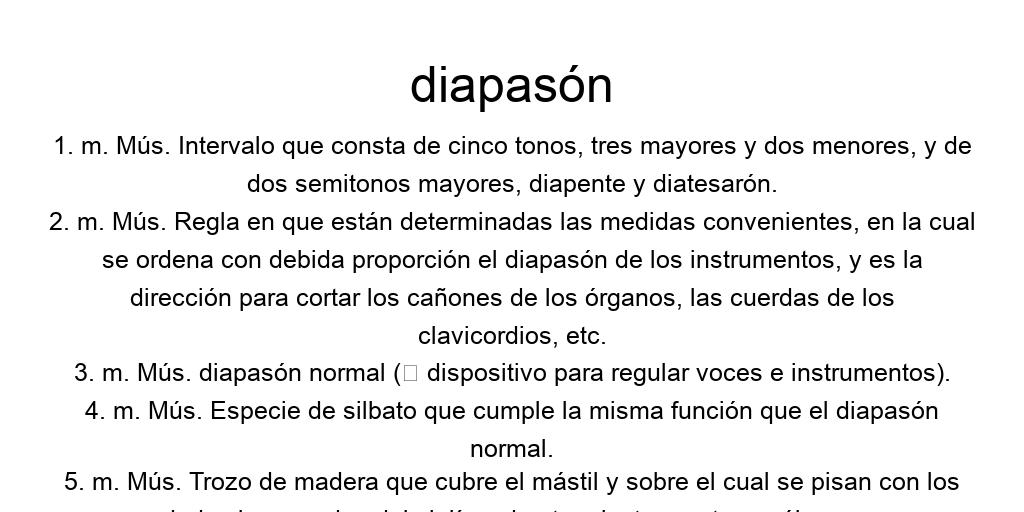 diapasón
1. m. Mús. Intervalo que consta de cinco tonos, tres mayores y dos menores, y de
dos semitonos mayores, diapente y diatesarón.
2. m. Mús. Regla en que están determinadas las medidas convenientes, en la cual
se ordena con debida proporción el diapasón de los instrumentos, y es la
dirección para cortar los cañones de los órganos, las cuerdas de los
clavicordios, etc.
3. m. Mús. diapasón normal (□ dispositivo para regular voces e instrumentos).
4. m. Mús. Especie de silbato que cumple la misma función que el diapasón
normal.
5. m. Mús. Trozo de madera que cubre el mástil y sobre el cual se pisan con los